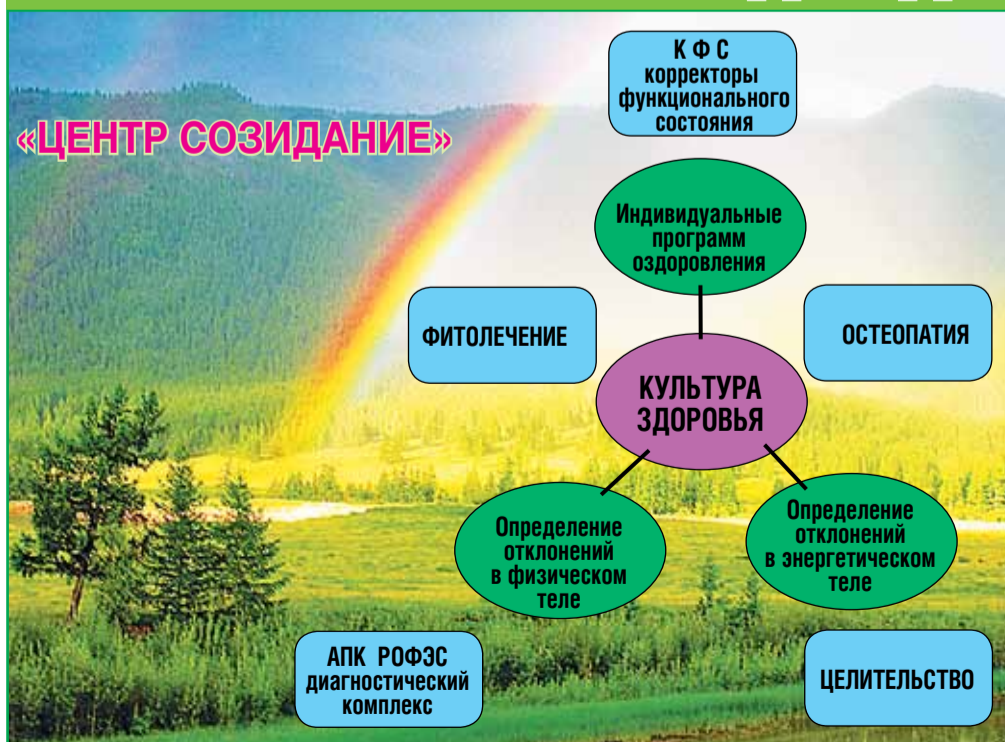 К Ф С
корректоры
функционального
состояния
«ЦЕНТР СОЗИДАНИЕ»
Индивидуальные
программ
оздоровления
ФИТОЛЕЧЕНИЕ
ОСТЕОПАТИЯ
КУЛЬТУРА
ЗДОРОВЬЯ
Определение
отклонений
в физическом
теле
Определение
отклонений
в энергетическом
теле
АПК РОФЭС
диагностический
комплекс
ЦЕЛИТЕЛЬСТВО